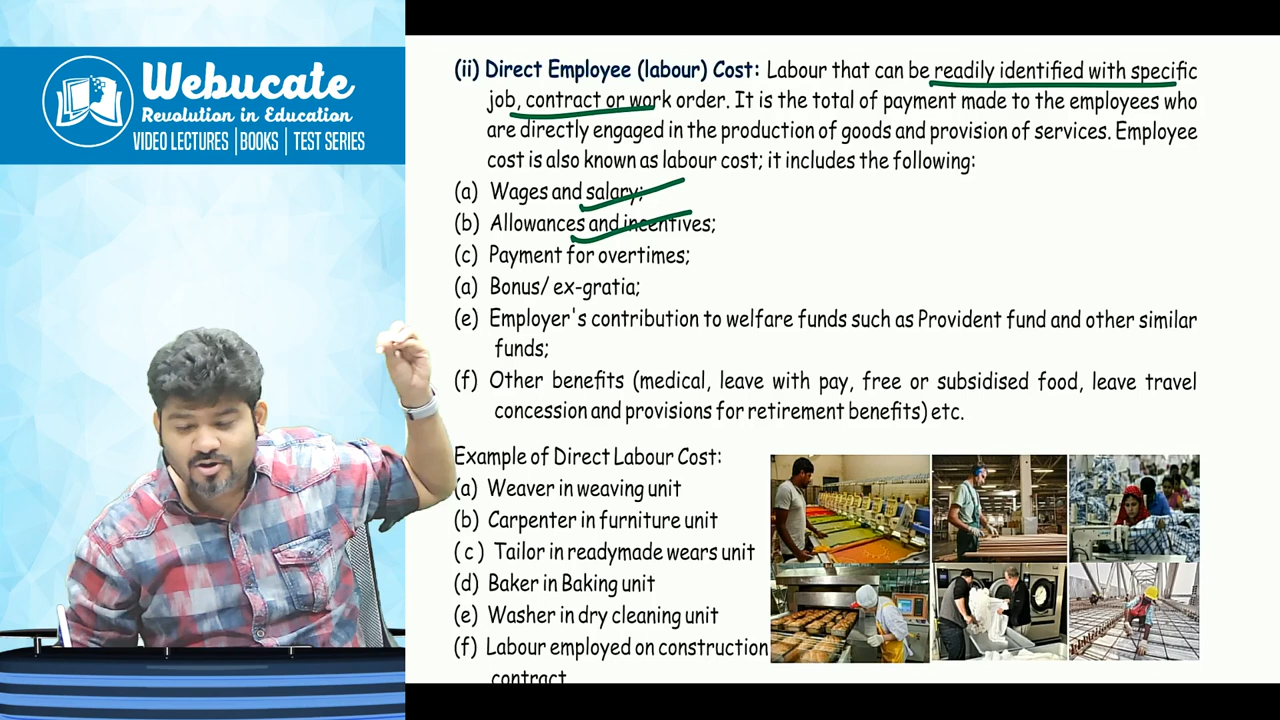 Webucate
Revolution in Education
VIDEO LECTURES | BOOKS | TEST SERIES
(ii) Direct Employee (labour) Cost: Labour that can be readily identified with specific
job, contract or work order. It is the total of payment made to the employees who
are directly engaged in the production of goods and provision of services. Employee
cost is also known as labour cost; it includes the following:
(a) Wages and salary;
(b) Allowances and incentives;
(c) Payment for overtimes;
(a) Bonus/ ex-gratia;
(e) Employer's contribution to welfare funds such as Provident fund and other similar
funds;
(f) Other benefits (medical, leave with pay, free or subsidised food, leave travel
concession and provisions for retirement benefits) etc.
Example of Direct Labour Cost:
(a) Weaver in weaving unit
(b) Carpenter in furniture unit
( c ) Tailor in readymade wears unit
(d) Baker in Baking unit
(e) Washer in dry cleaning unit
(f) Labour employed on construction
contract